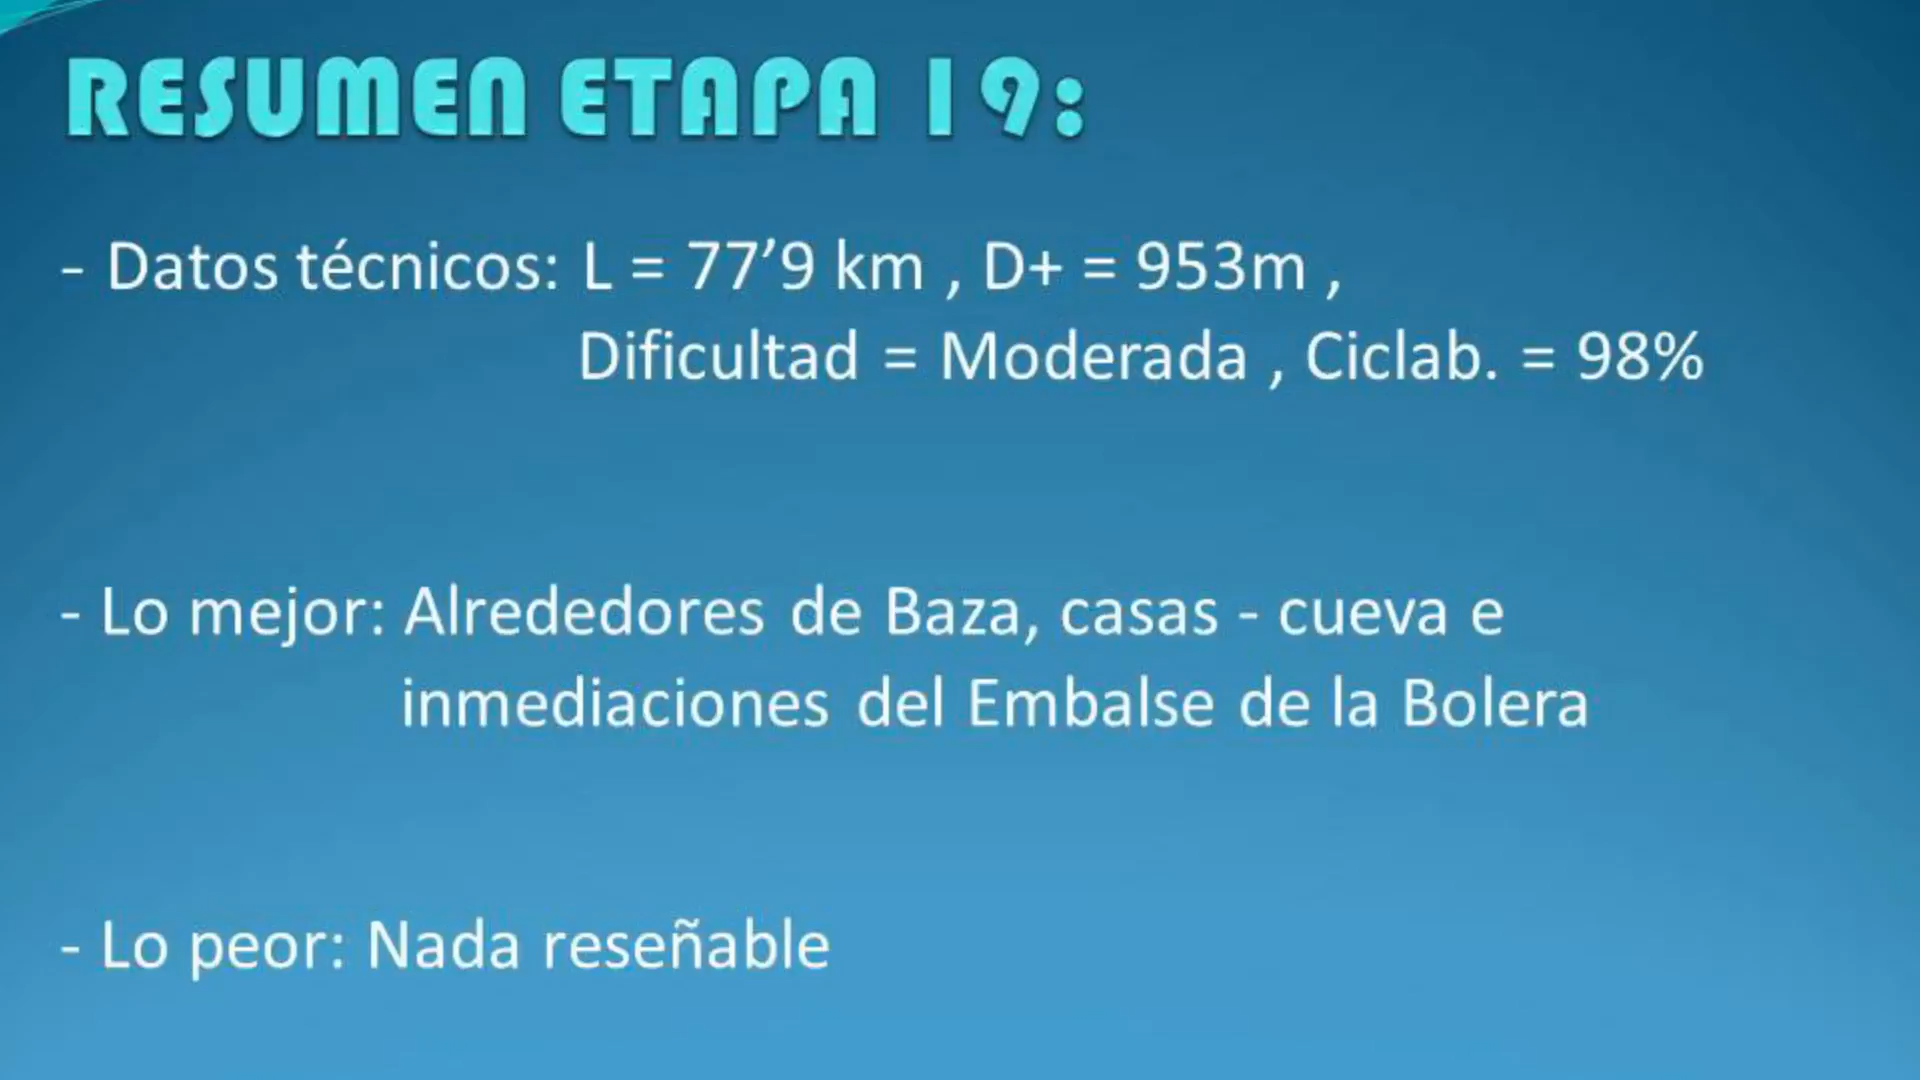 RESUMEN ETAPA 19:
- Datos técnicos: L = 77’9 km , D+ = 953m ,
Dificultad = Moderada , Ciclab. = 98%
- Lo mejor: Alrededores de Baza, casas - cueva e
inmediaciones del Embalse de la Bolera
- Lo peor: Nada reseñable